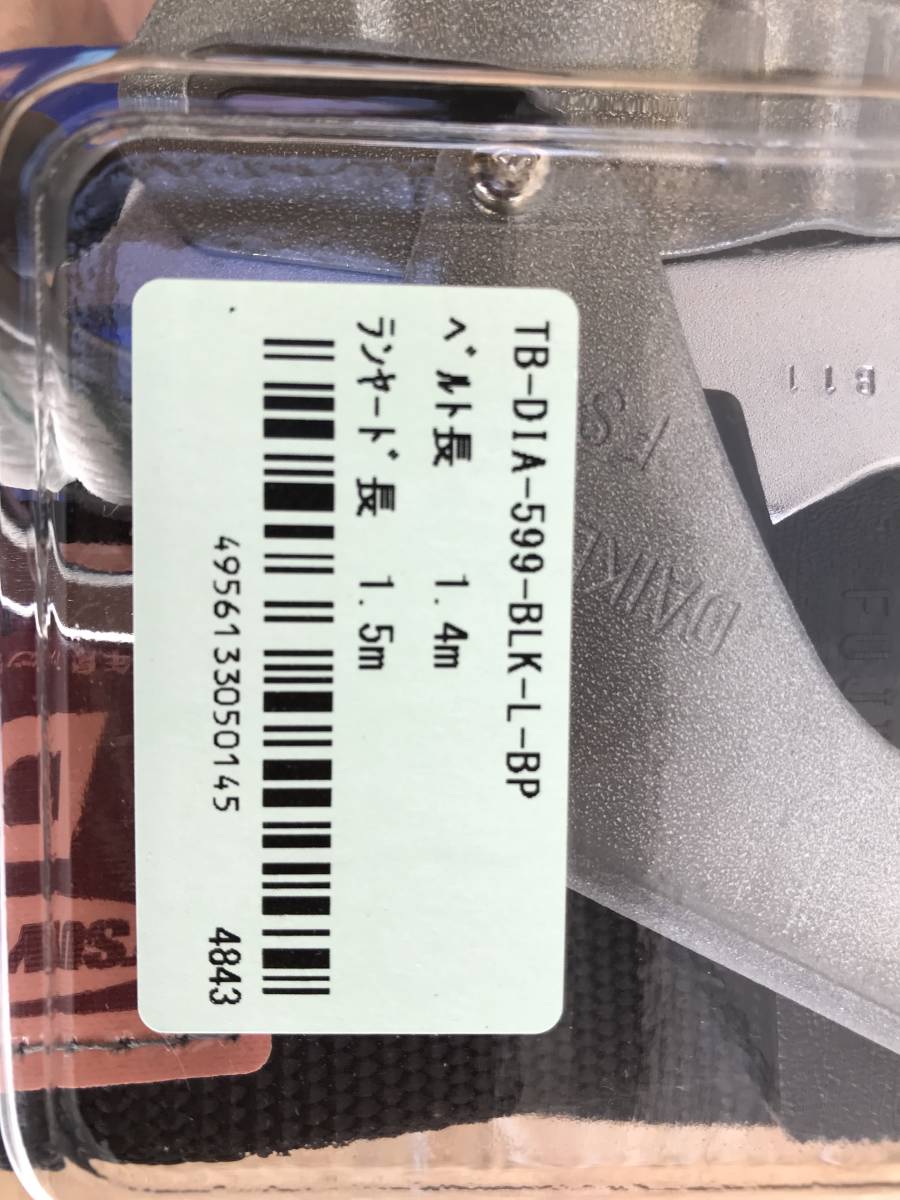 TB-DIA-599-BLK-L-BP
ﾍﾞﾙﾄ長 1.4m
ﾗﾝﾔｰﾄﾞ長 1.5m
4956133050145
4843
B11